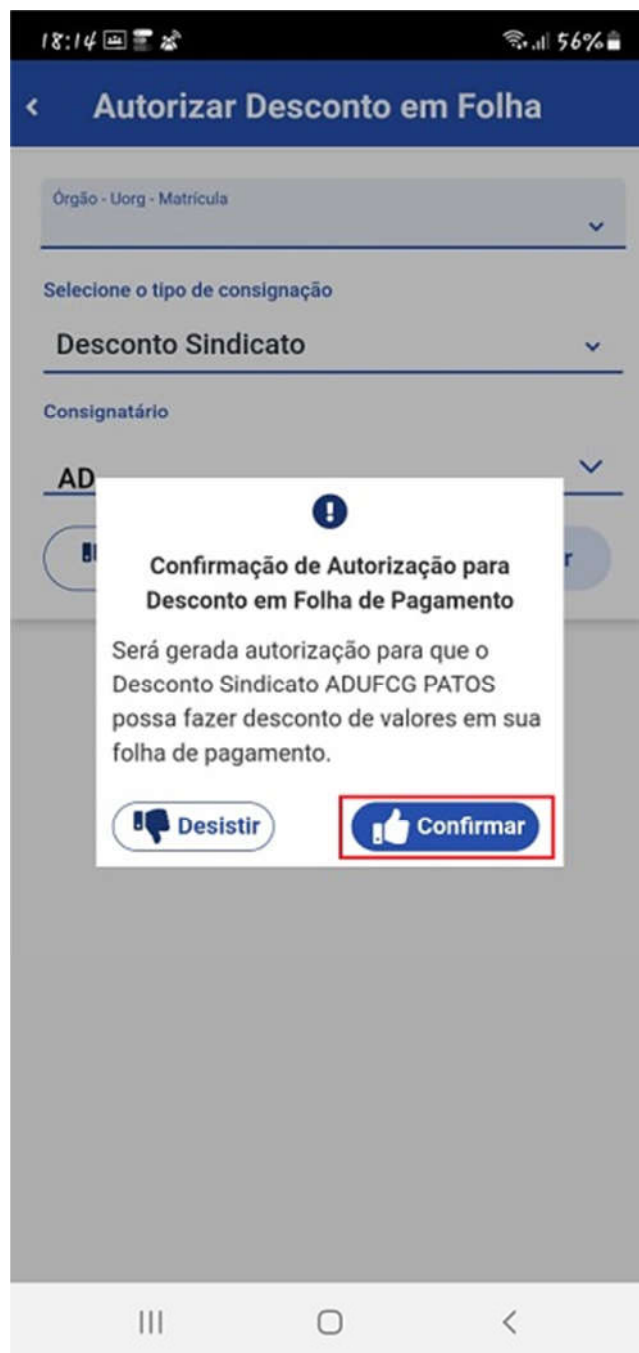 18:14
56%
Autorizar Desconto em Folha
Órgão - Uorg - Matrícula
Selecione o tipo de consignação
Desconto Sindicato
Consignatário
AD
r
Confirmação de Autorização para
Desconto em Folha de Pagamento
Será gerada autorização para que o
Desconto Sindicato ADUFCG PATOS
possa fazer desconto de valores em sua
folha de pagamento.
Desistir
Confirmar